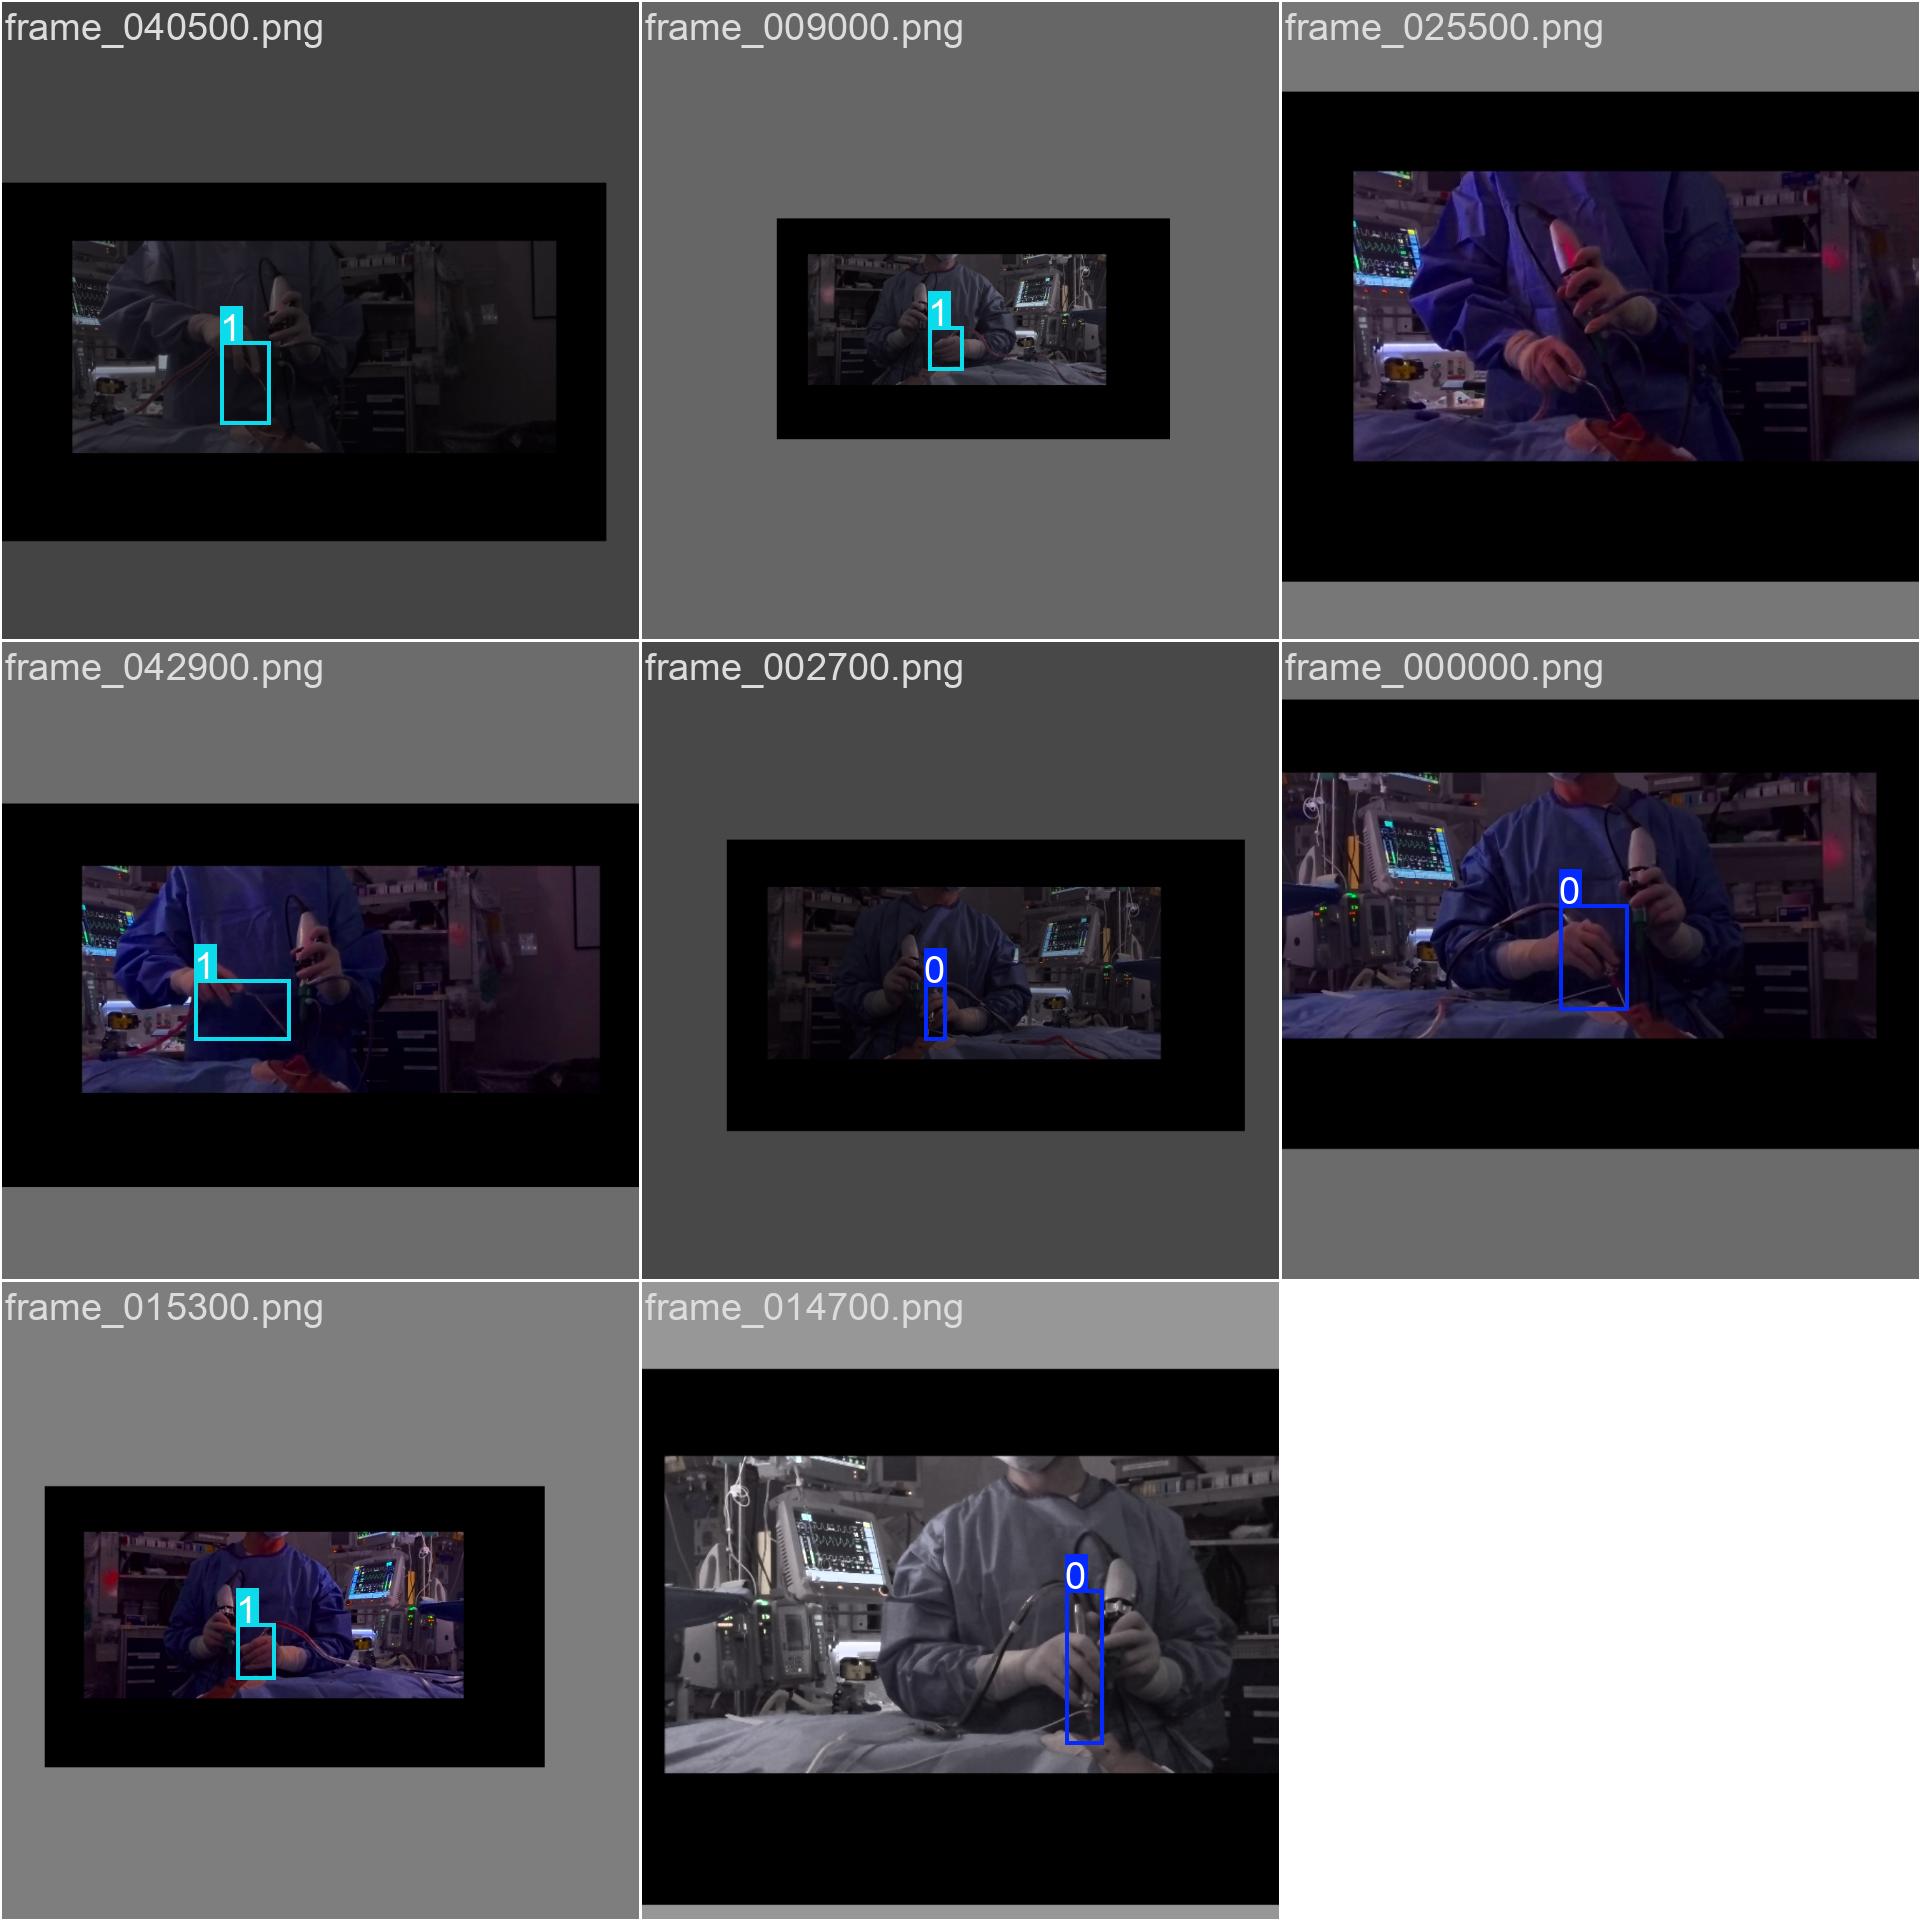 frame_040500.png
frame_009000.png
frame_025500.png
1
1
frame_042900.png
frame_002700.png
frame_000000.png
1
0
0
frame_015300.png
frame_014700.png
1
0